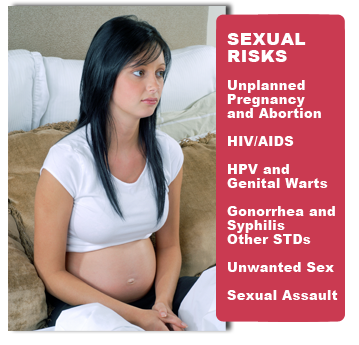 SEXUAL
RISKS
Unplanned
Pregnancy
and Abortion
HIV/AIDS
HPV and
Genital Warts
Gonorrhea and
Syphilis
Other STDs
Unwanted Sex
Sexual Assault